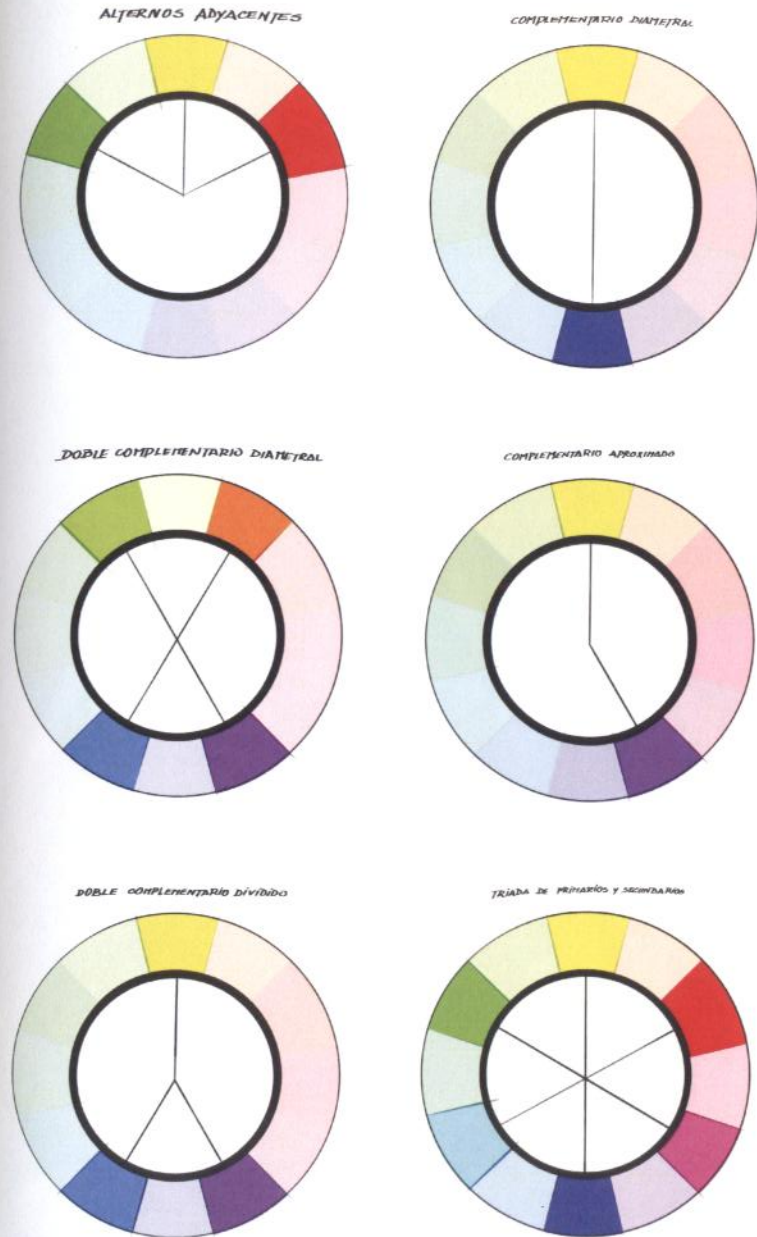 ALTERNOS ADYACENTES
COMPLEMENTARIO DIAMETRAL
DOBLE COMPLEMENTARIO DIAMETRAL
COMPLEMENTARIO APROXIMADO
DOBLE COMPLEMENTARIO DIVIDIDO
TRIADA DE PRIMARIOS Y SECUNDARIOS